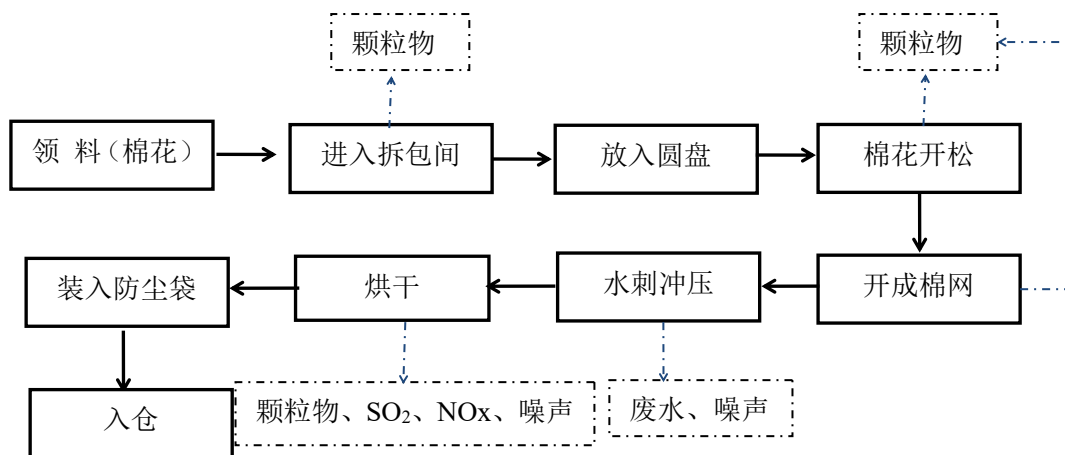 颗粒物
颗粒物
领 料（棉花）
进入拆包间
放入圆盘
棉花开松
装入防尘袋
烘干
水刺冲压
开成棉网
入仓
颗粒物、SO₂、NOx、噪声
废水、噪声